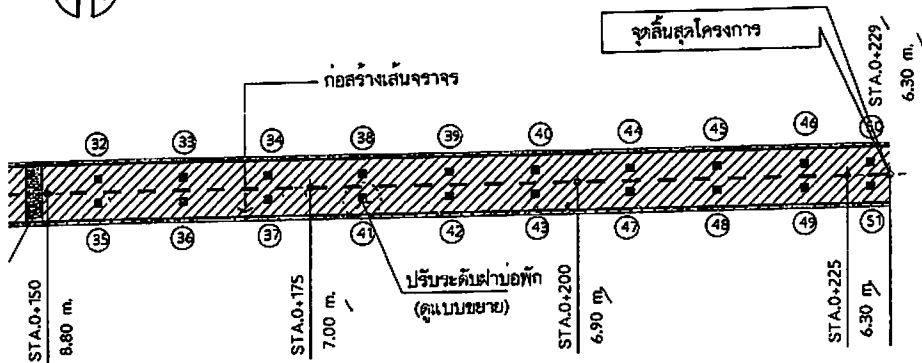 จุดสิ้นสุดโครงการ
STA.0+229
6.30 m.
ก่อสร้างเส้นจราจร
32 33 34 38 39 40 44 45 46 50
35 36 37 41 42 43 47 48 49 51
ปรับระดับฝาบ่อพัก
(ดูแบบขยาย)
STA.0+150
8.80 m.
STA.0+175
7.00 m.
STA.0+200
6.90 m.
STA.0+225
6.30 m.